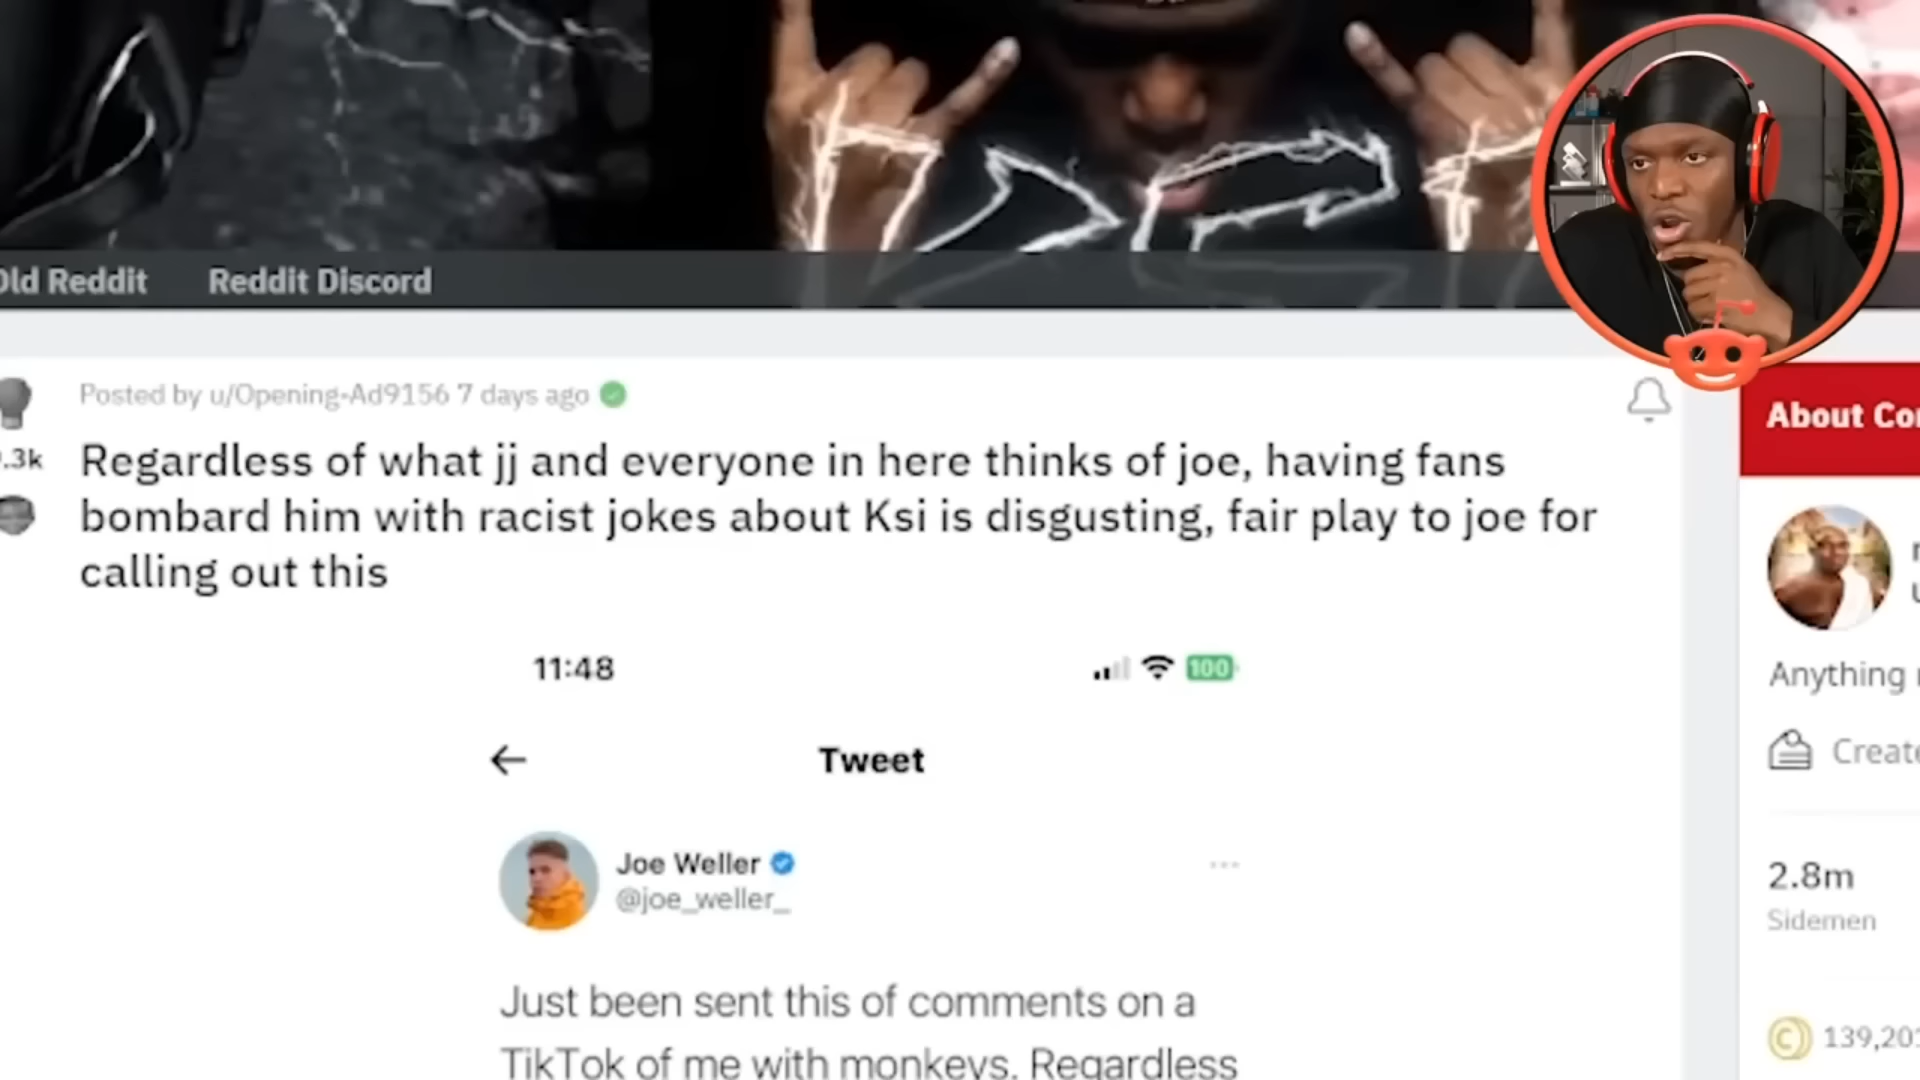 Old Reddit Reddit Discord
Posted by u/Opening-Ad9156 7 days ago
.3k
Regardless of what jj and everyone in here thinks of joe, having fans
bombard him with racist jokes about Ksi is disgusting, fair play to joe for
calling out this
11:48
100
Tweet
Joe Weller
@joe_weller_
Just been sent this of comments on a
TikTok of me with monkeys. Regardless
About Co
Anything
Create
2.8m
Sidemen
139,20